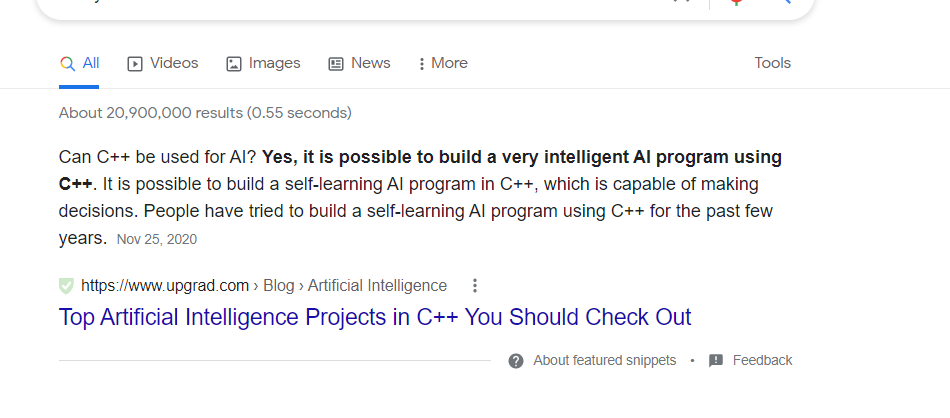 All Videos Images News More Tools
About 20,900,000 results (0.55 seconds)
Can C++ be used for AI? Yes, it is possible to build a very intelligent AI program using
C++. It is possible to build a self-learning AI program in C++, which is capable of making
decisions. People have tried to build a self-learning AI program using C++ for the past few
years. Nov 25, 2020
https://www.upgrad.com › Blog › Artificial Intelligence
Top Artificial Intelligence Projects in C++ You Should Check Out
About featured snippets • Feedback